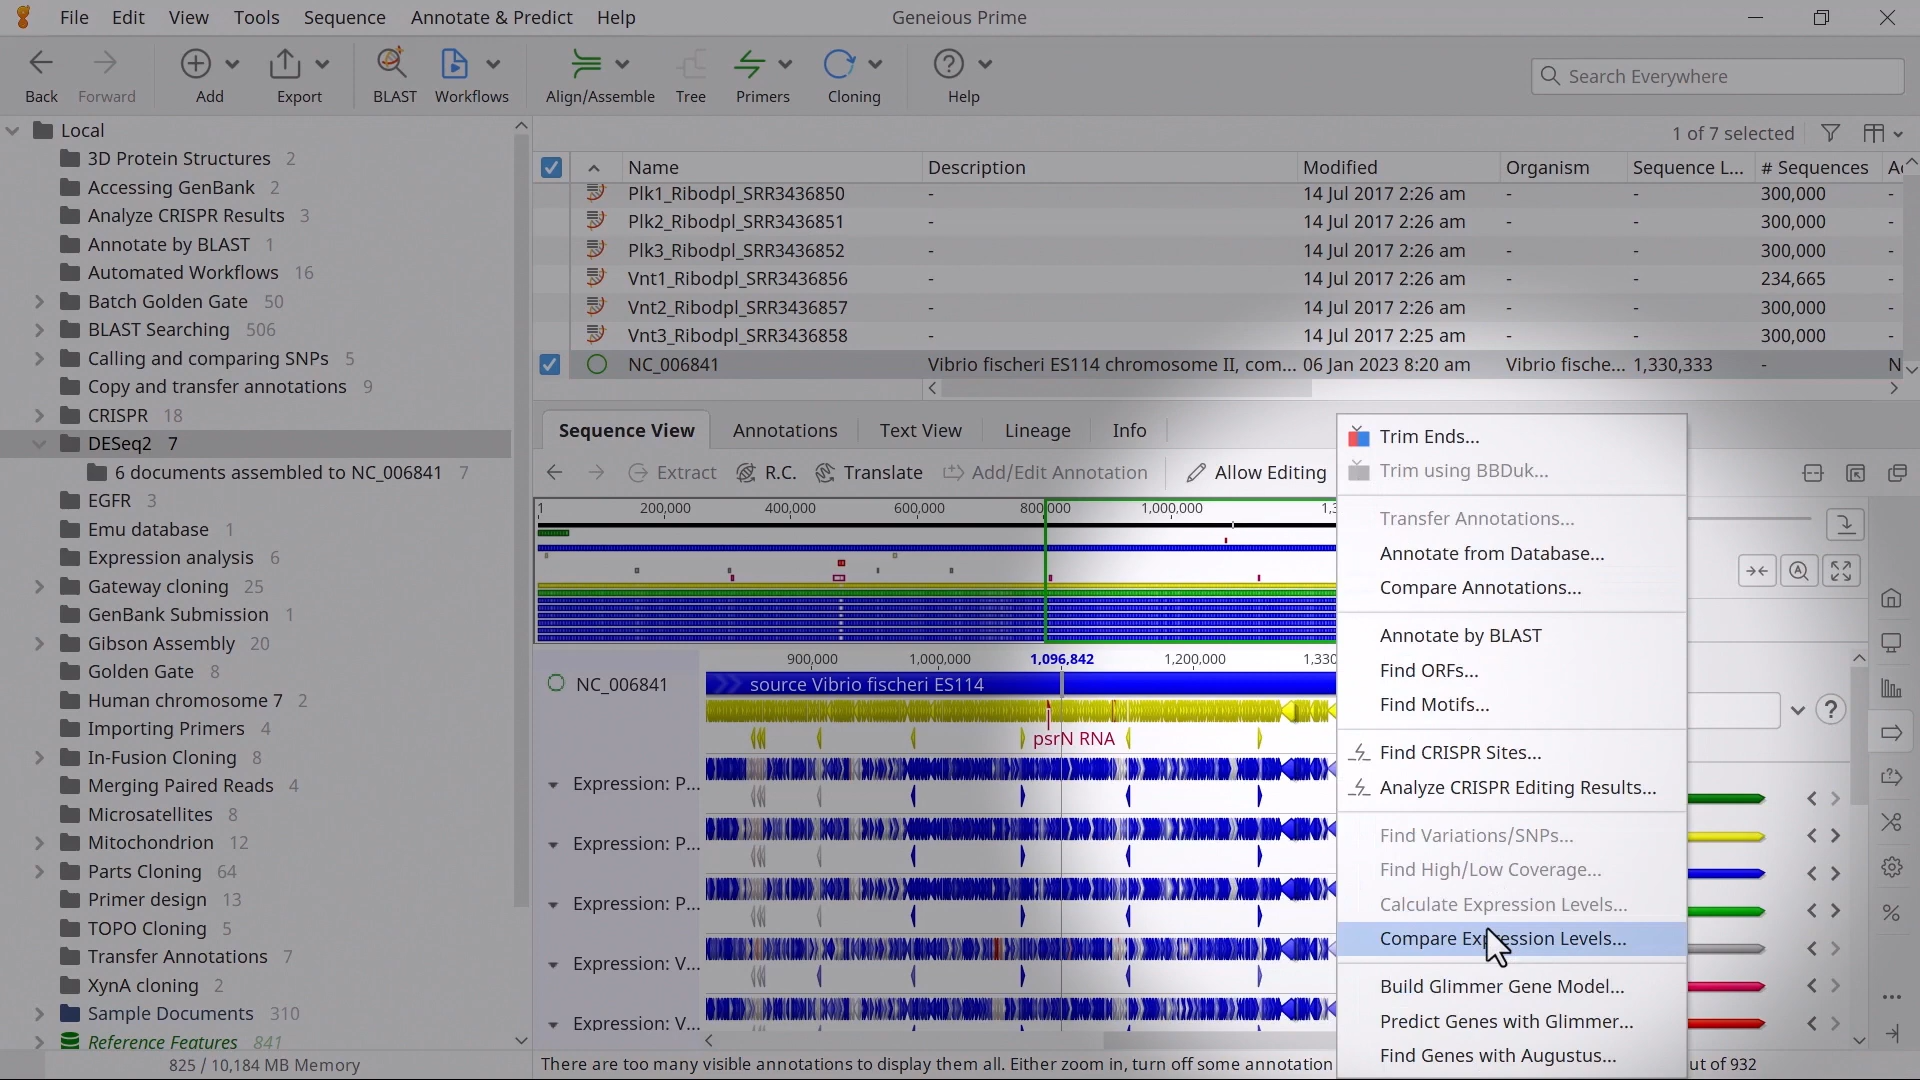 File Edit View Tools Sequence Annotate & Predict Help
Geneious Prime
Back Forward Add Export BLAST Workflows Align/Assemble Tree Primers Cloning Help
Search Everywhere
Local
3D Protein Structures 2
Accessing GenBank 2
Analyze CRISPR Results 3
Annotate by BLAST 1
Automated Workflows 16
Batch Golden Gate 50
BLAST Searching 506
Calling and comparing SNPs 5
Copy and transfer annotations 9
CRISPR 18
DESeq2 7
6 documents assembled to NC_006841 7
EGFR 3
Emu database 1
Expression analysis 6
Gateway cloning 25
GenBank Submission 1
Gibson Assembly 20
Golden Gate 8
Human chromosome 7 2
Importing Primers 4
In-Fusion Cloning 8
Merging Paired Reads 4
Microsatellites 8
Mitochondrion 12
Parts Cloning 64
Primer design 13
TOPO Cloning 5
Transfer Annotations 7
XynA cloning 2
Sample Documents 310
Reference Features 841
825 / 10,184 MB Memory
1 of 7 selected
Name Description Modified Organism Sequence L... # Sequences
Plk1_Ribodpl_SRR3436850 - 14 Jul 2017 2:26 am - - 300,000
Plk2_Ribodpl_SRR3436851 - 14 Jul 2017 2:26 am - - 300,000 -
Plk3_Ribodpl_SRR3436852 - 14 Jul 2017 2:26 am - - 300,000 -
Vnt1_Ribodpl_SRR3436856 - 14 Jul 2017 2:26 am - - 234,665 -
Vnt2_Ribodpl_SRR3436857 - 14 Jul 2017 2:26 am - - 300,000 -
Vnt3_Ribodpl_SRR3436858 - 14 Jul 2017 2:25 am - - 300,000 -
NC_006841 Vibrio fischeri ES114 chromosome II, com... 06 Jan 2023 8:20 am Vibrio fische... 1,330,333 - N
Sequence View Annotations Text View Lineage Info
Extract R.C. Translate Add/Edit Annotation Allow Editing
1 200,000 400,000 600,000 800,000 1,000,000 1,3
900,000 1,000,000 1,096,842 1,200,000 1,330
NC_006841 source Vibrio fischeri ES114
psrN RNA
Expression: P...
Expression: P...
Expression: P...
Expression: V...
Expression: V...
There are too many visible annotations to display them all. Either zoom in, turn off some annotation
ut of 932
Trim Ends...
Trim using BBDuk...
Transfer Annotations...
Annotate from Database...
Compare Annotations...
Annotate by BLAST
Find ORFs...
Find Motifs...
Find CRISPR Sites...
Analyze CRISPR Editing Results...
Find Variations/SNPs...
Find High/Low Coverage...
Calculate Expression Levels...
Compare Expression Levels...
Build Glimmer Gene Model...
Predict Genes with Glimmer...
Find Genes with Augustus...